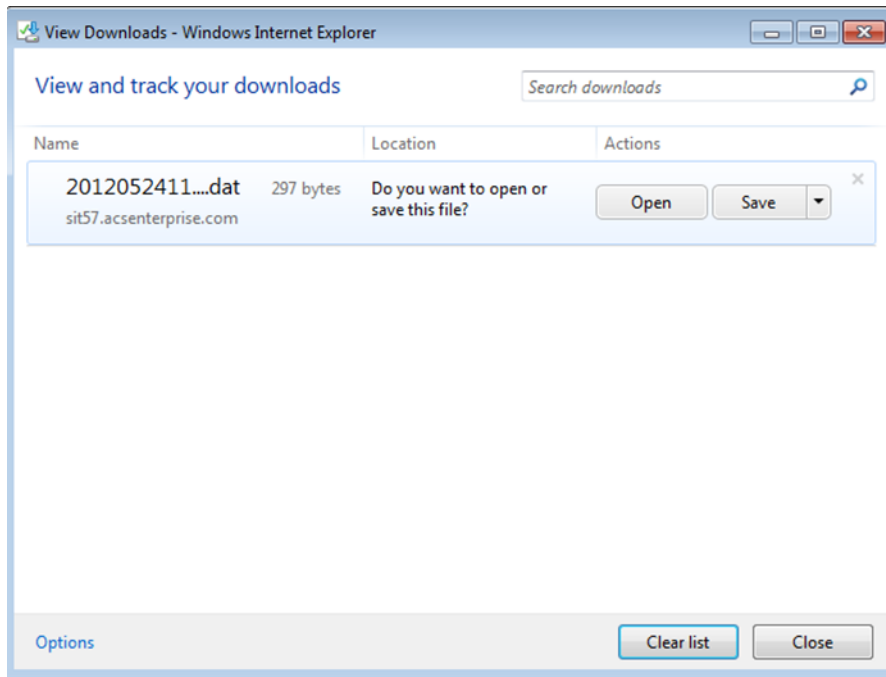 View Downloads - Windows Internet Explorer
View and track your downloads
Search downloads
Name
Location
Actions
2012052411....dat
297 bytes
sit57.acsenterprise.com
Do you want to open or
save this file?
Open
Save
Options
Clear list
Close